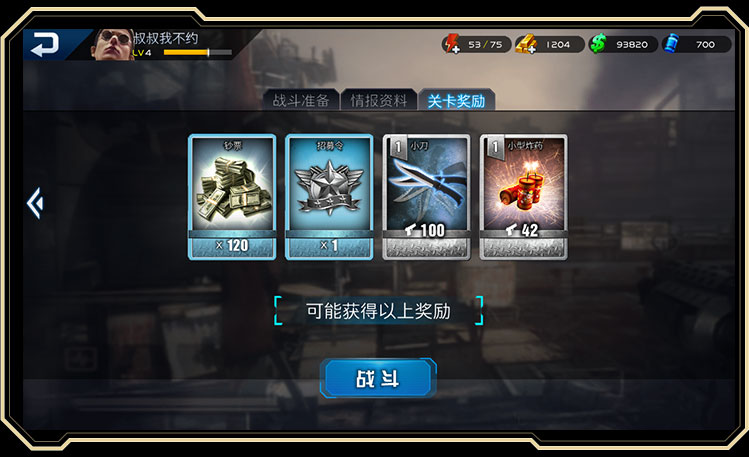 叔叔我不约
LV4
53/75
1204
93820
700
战斗准备
情报资料
关卡奖励
钞票
招募令
1 小刀
1 小型炸药
x 120
x 1
100
42
可能获得以上奖励
战斗